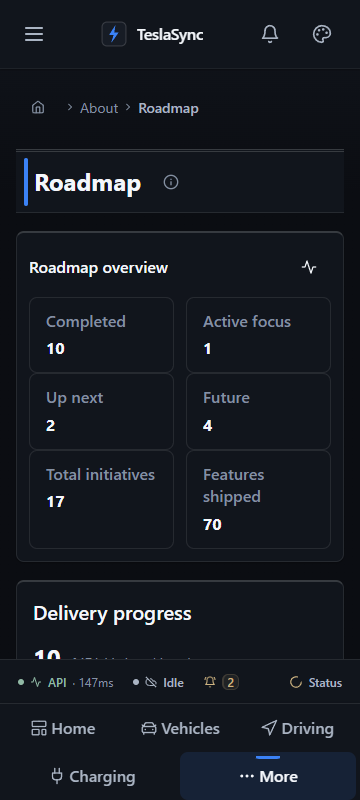 TeslaSync
About Roadmap
Roadmap
Roadmap overview
Completed
10
Active focus
1
Up next
2
Future
4
Total initiatives
17
Features
shipped
70
Delivery progress
10
API · 147ms Idle 2 Status
Home Vehicles Driving
Charging More